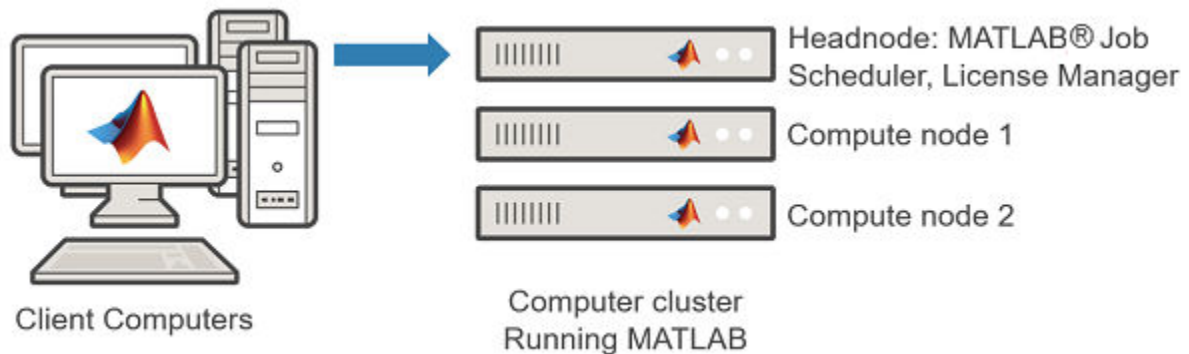 Headnode: MATLAB® Job
Scheduler, License Manager
Compute node 1
Compute node 2
Client Computers
Computer cluster
Running MATLAB